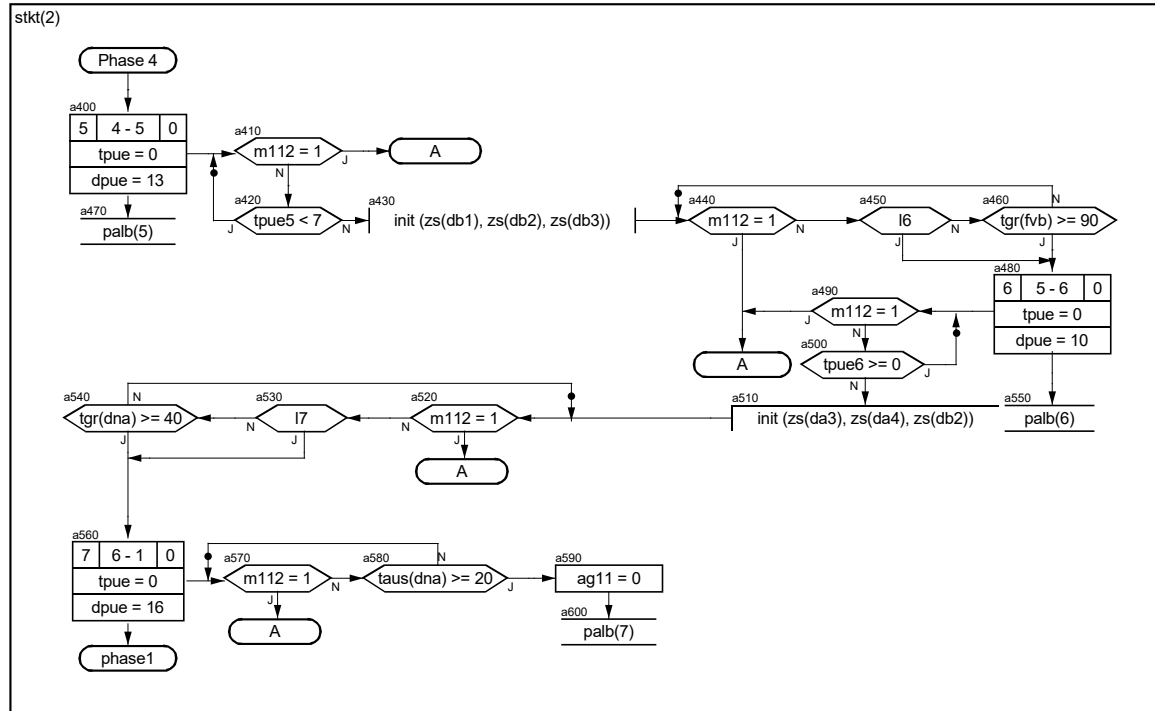 stkt(2)
Phase 4
a400
5 4 - 5 0
tpue = 0
dpue = 13
a470
palb(5)
a410
m112 = 1
J
N
A
a420
tpue5 < 7
J
N
a430
init (zs(db1), zs(db2), zs(db3))
a440
m112 = 1
N
J
a450
l6
N
J
a460
N
tgr(fvb) >= 90
J
a480
6 5 - 6 0
tpue = 0
dpue = 10
a490
m112 = 1
J
N
A
a500
tpue6 >= 0
J
N
a510
init (zs(da3), zs(da4), zs(db2))
a550
palb(6)
a520
m112 = 1
N
J
A
a530
l7
N
J
a540
N
tgr(dna) >= 40
J
a560
7 6 - 1 0
tpue = 0
dpue = 16
phase1
a570
m112 = 1
N
J
A
a580
N
taus(dna) >= 20
J
a590
ag11 = 0
a600
palb(7)